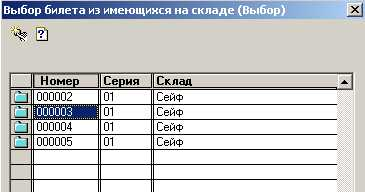 Выбор билета из имеющихся на складе (Выбор)
Номер Серия Склад
000002 01 Сейф
000003 01 Сейф
000004 01 Сейф
000005 01 Сейф